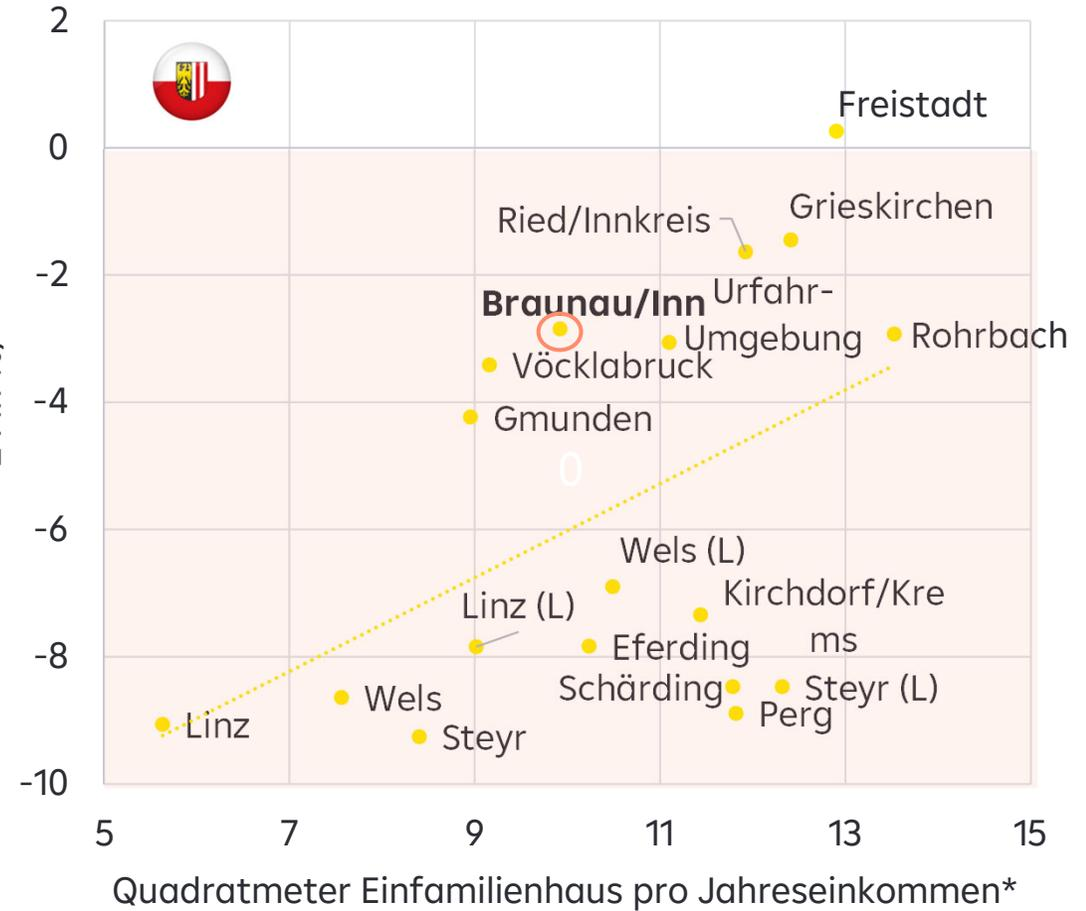 2
Freistadt
0
Grieskirchen
Ried/Innkreis
-2
Urfahr-
Braunau/Inn
Umgebung
Rohrbach
Vöcklabruck
-4
Gmunden
0
-6
Wels (L)
Kirchdorf/Kre
ms
Linz (L)
Eferding
-8
Schärding
Steyr (L)
Wels
Perg
Linz
Steyr
-10
5 7 9 11 13 15
Quadratmeter Einfamilienhaus pro Jahreseinkommen*